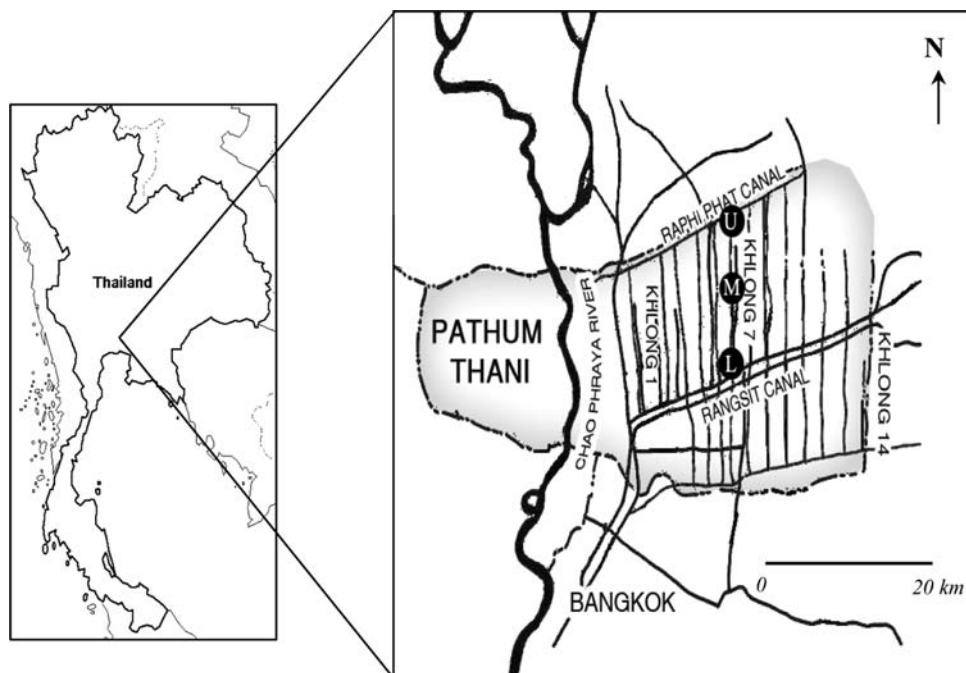 Thailand
N
RAPHI PHAT CANAL
U
KHLONG 7
M
KHLONG 1
PATHUM
THANI
CHAO PHRAYA RIVER
L
RANGSIT CANAL
KHLONG 14
BANGKOK
0
20 km